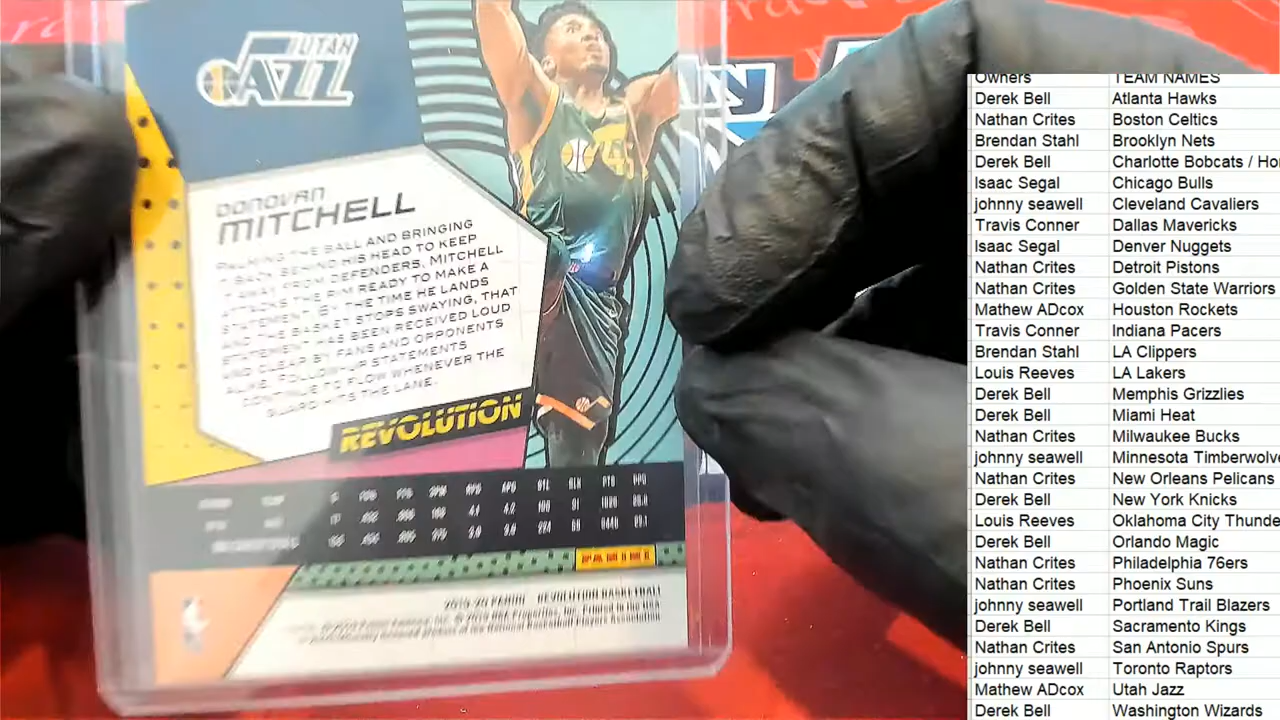 UTAH
JAZZ
DONOVAN
MITCHELL
PALMING THE BALL AND BRINGING
IT BACK BEHIND HIS HEAD TO KEEP
IT AWAY FROM DEFENDERS, MITCHELL
ATTACKS THE RIM READY TO MAKE A
STATEMENT. BY THE TIME HE LANDS
AND THE BASKET STOPS SWAYING, THAT
STATEMENT HAS BEEN RECEIVED LOUD
AND CLEAR BY FANS AND OPPONENTS
ALIKE. FOLLOW-UP STATEMENTS
CONTINUE TO FLOW WHENEVER THE
GUARD HITS THE LANE.
REVOLUTION
PANINI
2019-20 PANINI - REVOLUTION BASKETBALL
Owners TEAM NAMES
Derek Bell Atlanta Hawks
Nathan Crites Boston Celtics
Brendan Stahl Brooklyn Nets
Derek Bell Charlotte Bobcats / Ho
Isaac Segal Chicago Bulls
johnny seawell Cleveland Cavaliers
Travis Conner Dallas Mavericks
Isaac Segal Denver Nuggets
Nathan Crites Detroit Pistons
Nathan Crites Golden State Warriors
Mathew ADcox Houston Rockets
Travis Conner Indiana Pacers
Brendan Stahl LA Clippers
Louis Reeves LA Lakers
Derek Bell Memphis Grizzlies
Derek Bell Miami Heat
Nathan Crites Milwaukee Bucks
johnny seawell Minnesota Timberwolve
Nathan Crites New Orleans Pelicans
Derek Bell New York Knicks
Louis Reeves Oklahoma City Thunde
Derek Bell Orlando Magic
Nathan Crites Philadelphia 76ers
Nathan Crites Phoenix Suns
johnny seawell Portland Trail Blazers
Derek Bell Sacramento Kings
Nathan Crites San Antonio Spurs
johnny seawell Toronto Raptors
Mathew ADcox Utah Jazz
Derek Bell Washington Wizards